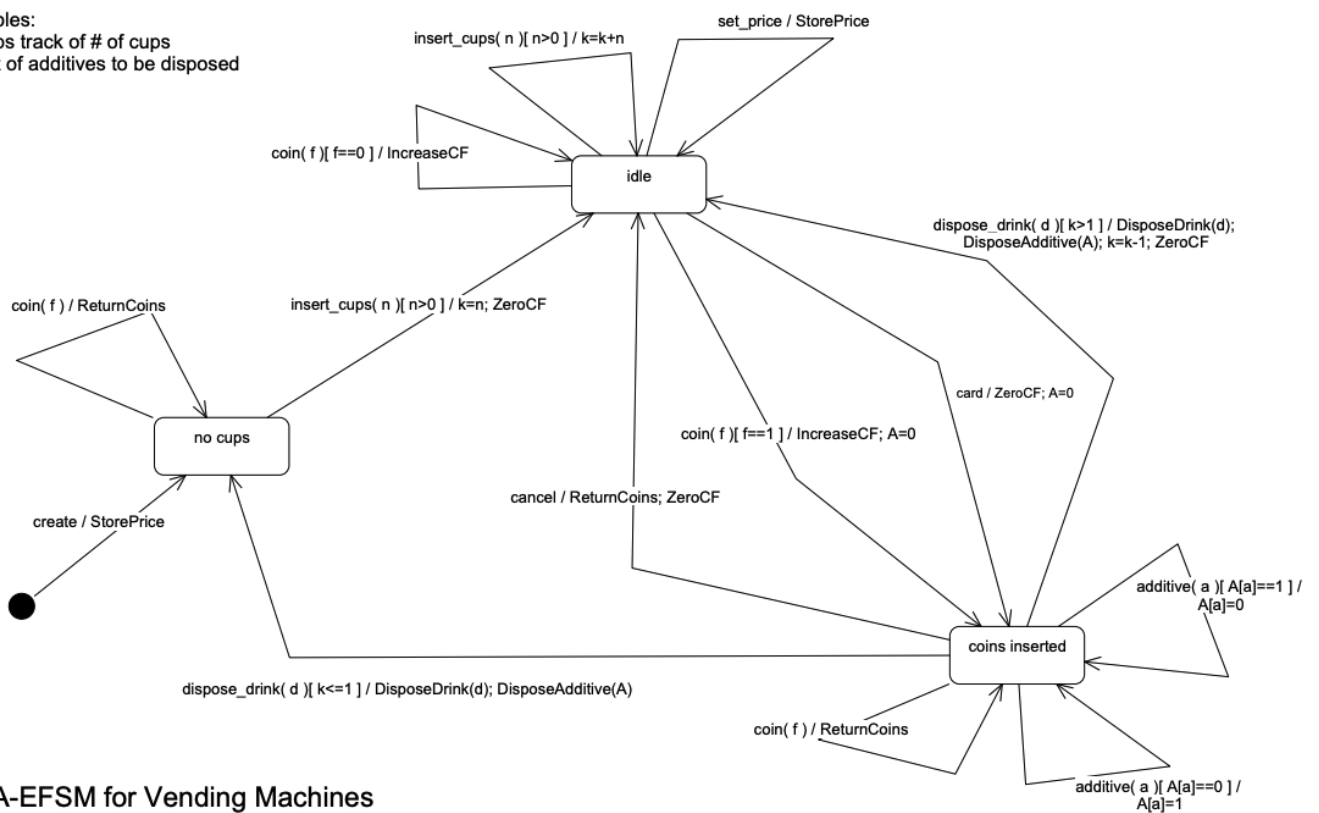 set_price / StorePrice
of # of cups
of additives to be disposed
track
insert_cups( n )[ n>0 ] / k=k+n
coin( f )[ f==0 ] / IncreaseCF
idle
dispose_drink( d )[ k>1 ] / DisposeDrink(d);
DisposeAdditive(A); k=k-1; ZeroCF
coin( f ) / ReturnCoins
insert_cups( n )[ n>0 ] / k=n; ZeroCF
card / ZeroCF; A=0
no cups
coin( f )[ f==1 ] / IncreaseCF; A=0
cancel / ReturnCoins; ZeroCF
create / StorePrice
additive( a )[ A[a]==1 ] /
A[a]=0
coins inserted
dispose_drink( d )[ k<=1 ] / DisposeDrink(d); DisposeAdditive(A)
coin( f ) / ReturnCoins
additive( a )[ A[a]==0 ] /
A[a]=1
A-EFSM for Vending Machines